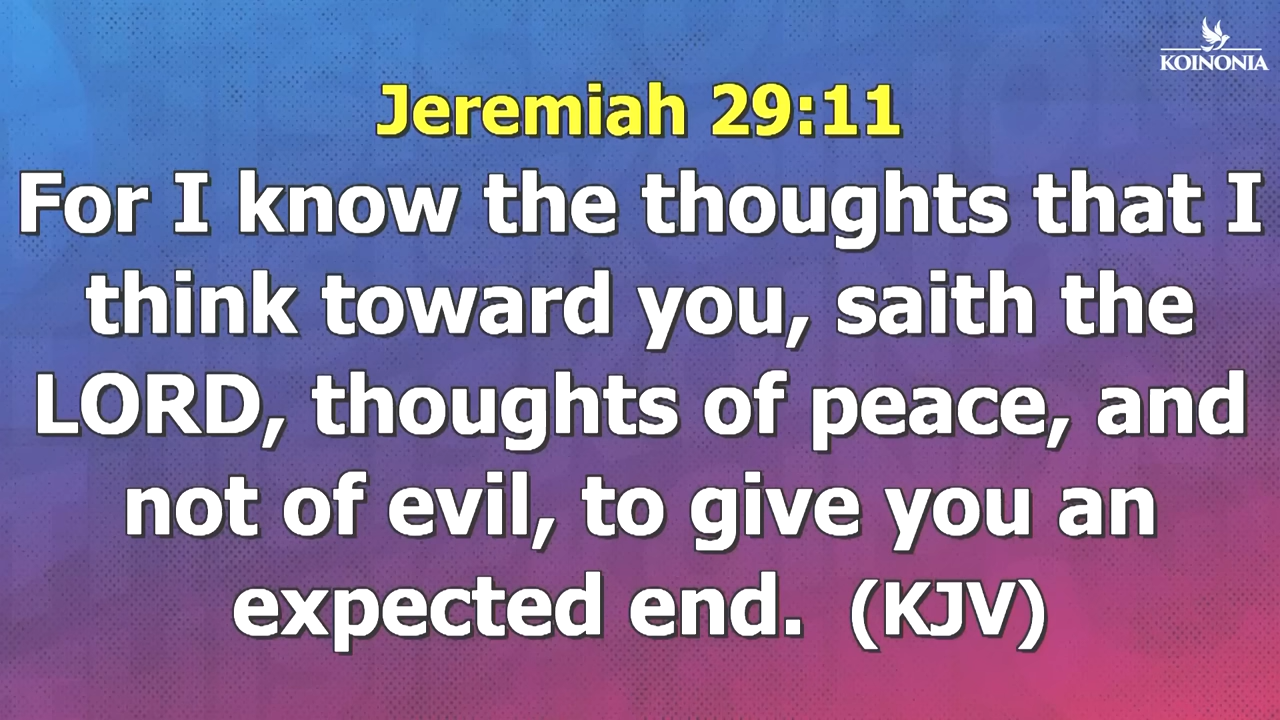 KOINONIA
Jeremiah 29:11
For I know the thoughts that I
think toward you, saith the
LORD, thoughts of peace, and
not of evil, to give you an
expected end. (KJV)